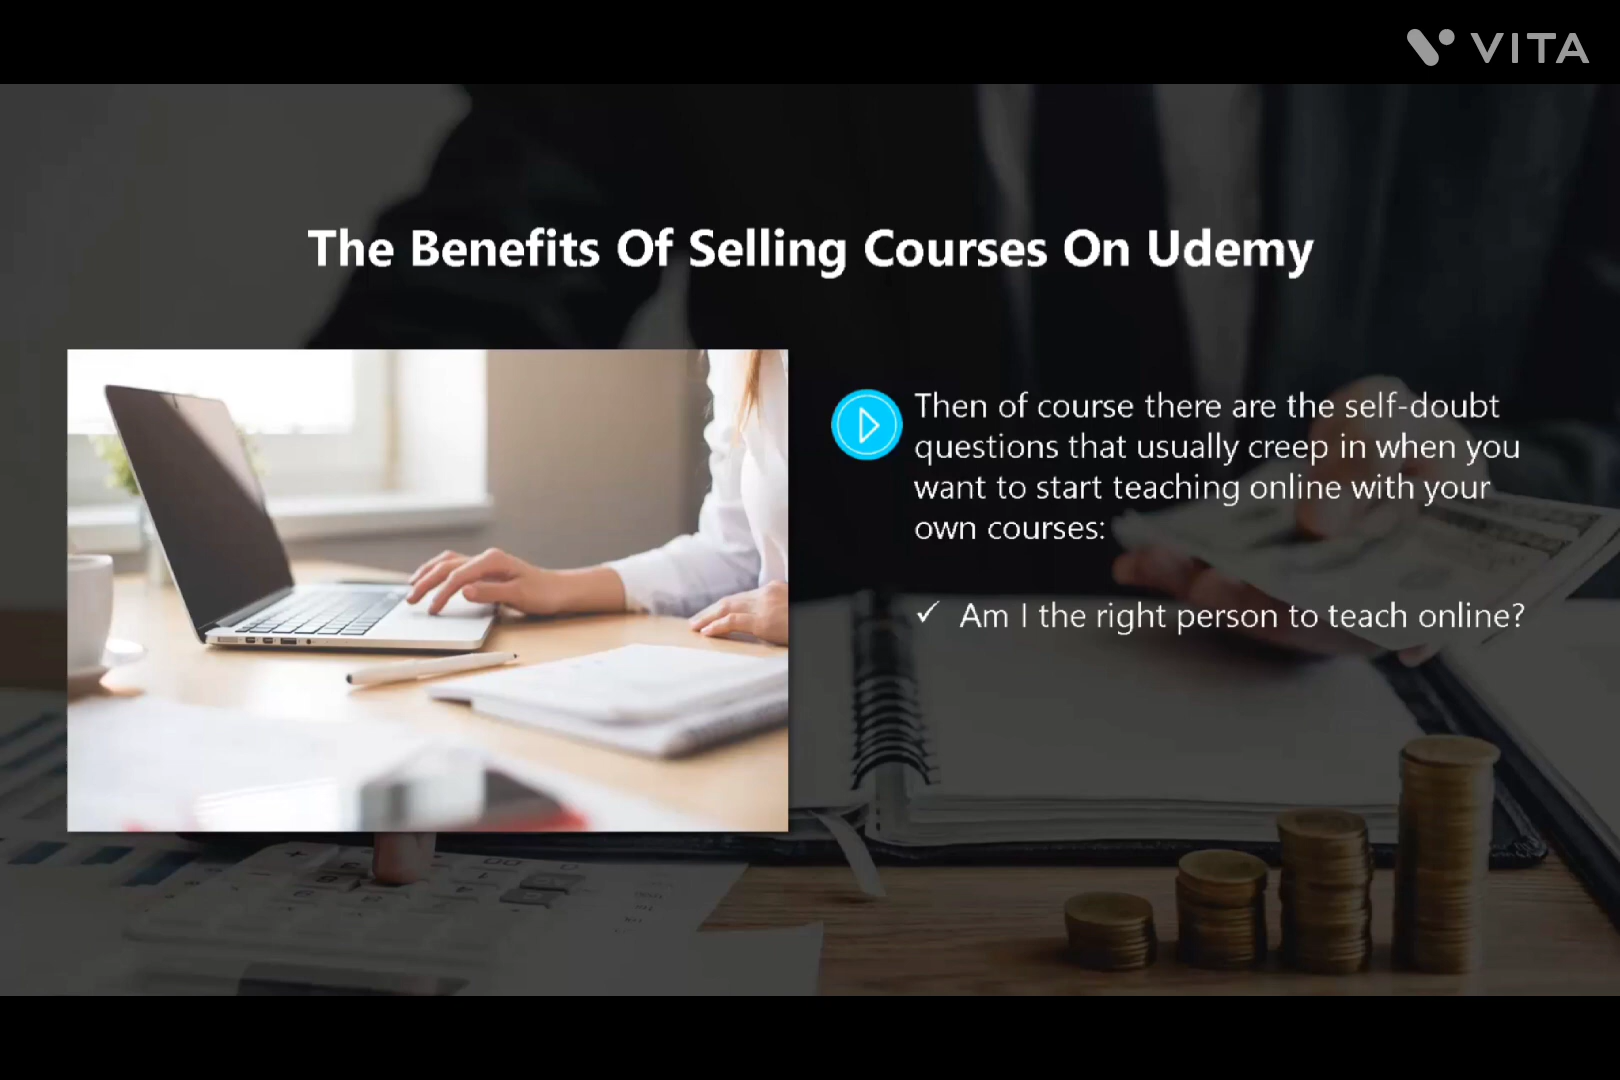 VITA
The Benefits Of Selling Courses On Udemy
Then of course there are the self-doubt
questions that usually creep in when you
want to start teaching online with your
own courses:
✓ Am I the right person to teach online?